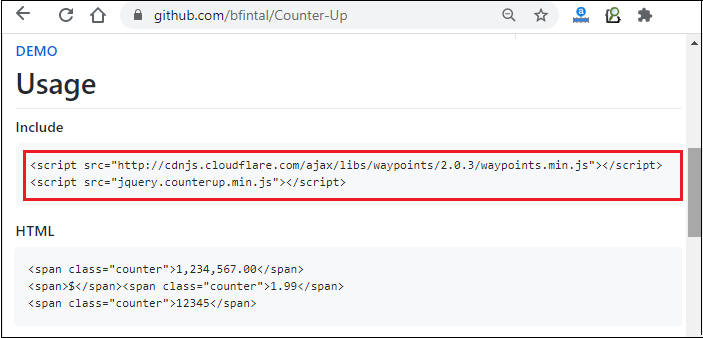 github.com/bfintal/Counter-Up
a
DEMO
Usage
Include
<script src="http://cdnjs.cloudflare.com/ajax/libs/waypoints/2.0.3/waypoints.min.js"></script>
<script src="jquery.counterup.min.js"></script>
HTML
<span class="counter">1,234,567.00</span>
<span>$</span><span class="counter">1.99</span>
<span class="counter">12345</span>